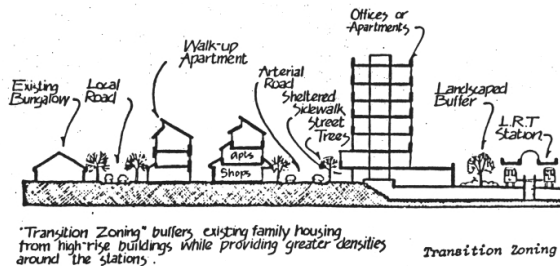 Offices or
Apartments
Walk-up
Apartment
Existing
Bungalow
Local
Road
Arterial
Road
Sheltered
Sidewalk
Street
Trees
Landscaped
Buffer
L.R.T
Station
apts
Shops
"Transition Zoning" buffers existing family housing
from high-rise buildings while providing greater densities
around the stations.
Transition Zoning